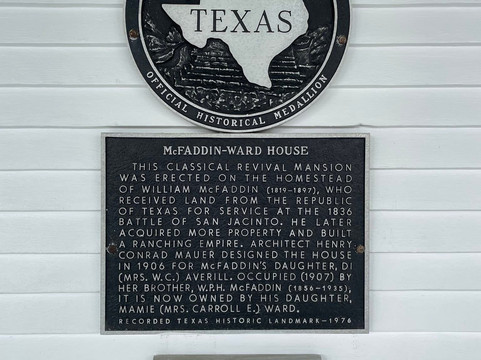 TEXAS
OFFICIAL HISTORICAL MEDALLION
McFADDIN-WARD HOUSE
THIS CLASSICAL REVIVAL MANSION
WAS ERECTED ON THE HOMESTEAD
OF WILLIAM McFADDIN (1819-1897), WHO
RECEIVED LAND FROM THE REPUBLIC
OF TEXAS FOR SERVICE AT THE 1836
BATTLE OF SAN JACINTO. HE LATER
ACQUIRED MORE PROPERTY AND BUILT
A RANCHING EMPIRE. ARCHITECT HENRY
CONRAD MAUER DESIGNED THE HOUSE
IN 1906 FOR McFADDIN'S DAUGHTER, DI
(MRS. W.C.) AVERILL. OCCUPIED (1907) BY
HER BROTHER, W.P.H. McFADDIN (1856-1935),
IT IS NOW OWNED BY HIS DAUGHTER,
MAMIE (MRS. CARROLL E.) WARD.
RECORDED TEXAS HISTORIC LANDMARK-1976